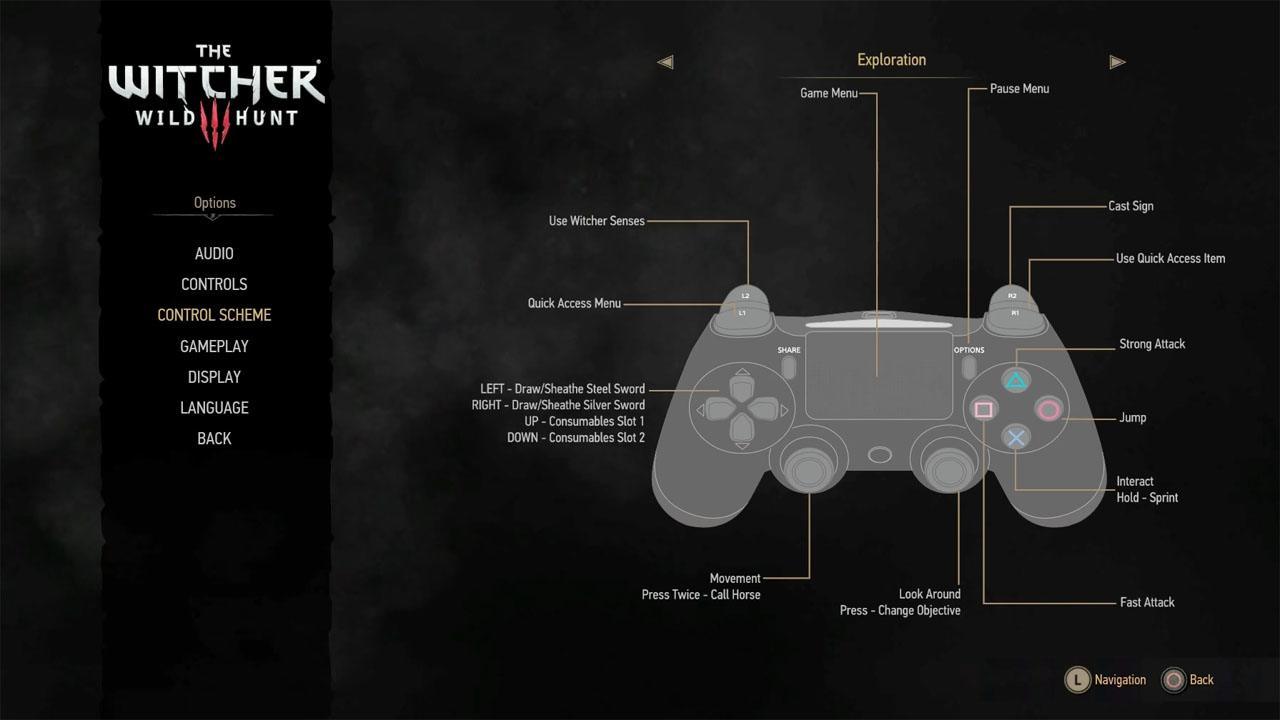 THE
WITCHER
WILD HUNT
Options
AUDIO
CONTROLS
CONTROL SCHEME
GAMEPLAY
DISPLAY
LANGUAGE
BACK
Exploration
Game Menu
Pause Menu
Use Witcher Senses
Cast Sign
Quick Access Menu
Use Quick Access Item
L2
L1
R2
R1
SHARE
OPTIONS
Strong Attack
LEFT - Draw/Sheathe Steel Sword
RIGHT - Draw/Sheathe Silver Sword
UP - Consumables Slot 1
DOWN - Consumables Slot 2
Jump
Interact
Hold - Sprint
Movement
Press Twice - Call Horse
Look Around
Press - Change Objective
Fast Attack
L Navigation
Back